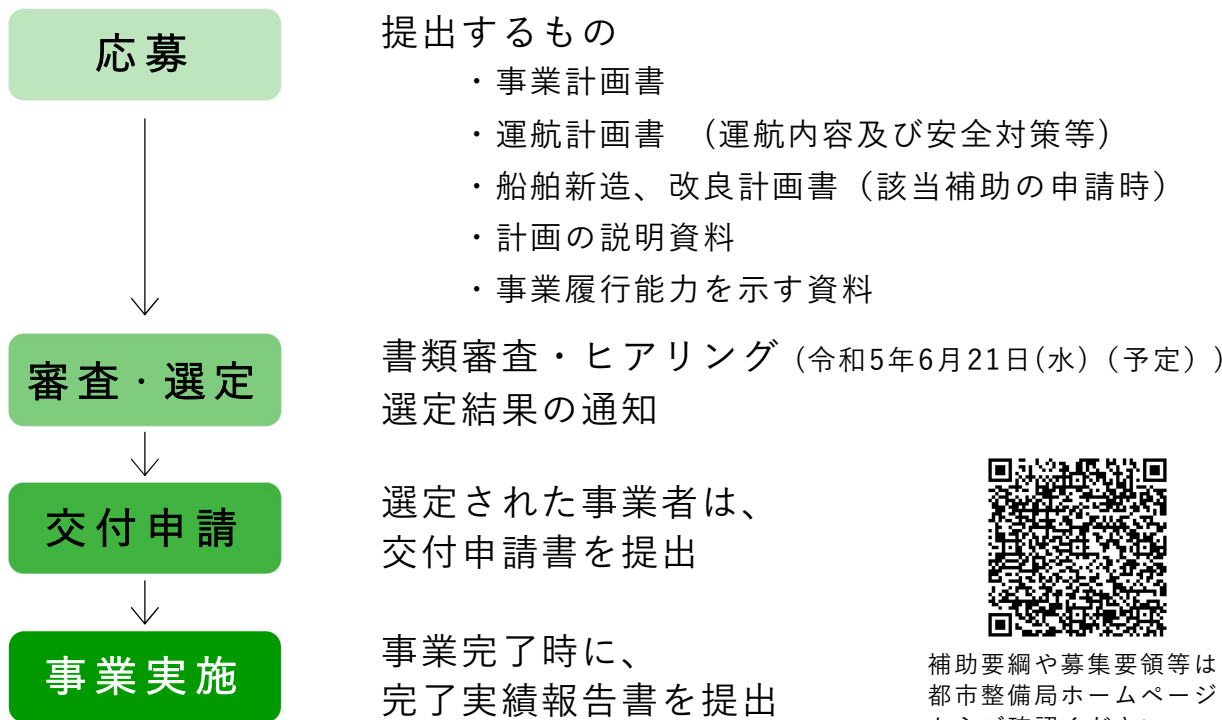 応募
提出するもの
・事業計画書
・運航計画書 (運航内容及び安全対策等)
・船舶新造、改良計画書(該当補助の申請時)
・計画の説明資料
・事業履行能力を示す資料
審査・選定
書類審査・ヒアリング (令和5年6月21日(水)(予定))
選定結果の通知
交付申請
選定された事業者は、
交付申請書を提出
事業実施
事業完了時に、
完了実績報告書を提出
補助要綱や募集要領等は
都市整備局ホームページ